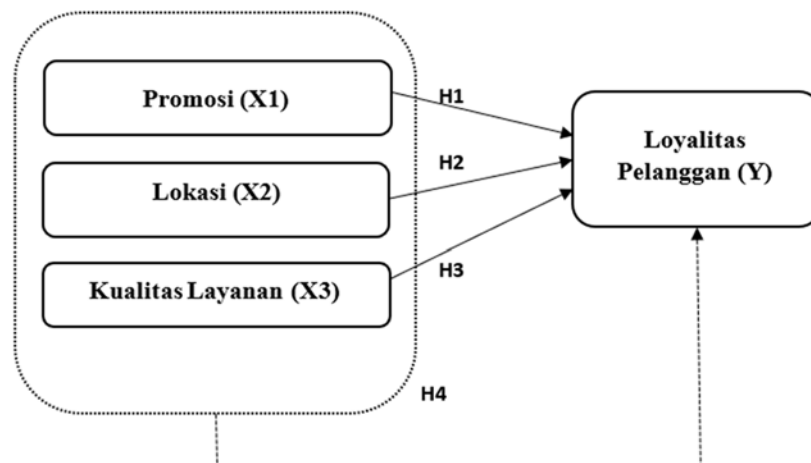 Promosi (X1)
H1
Loyalitas
Pelanggan (Y)
H2
Lokasi (X2)
H3
Kualitas Layanan (X3)
H4